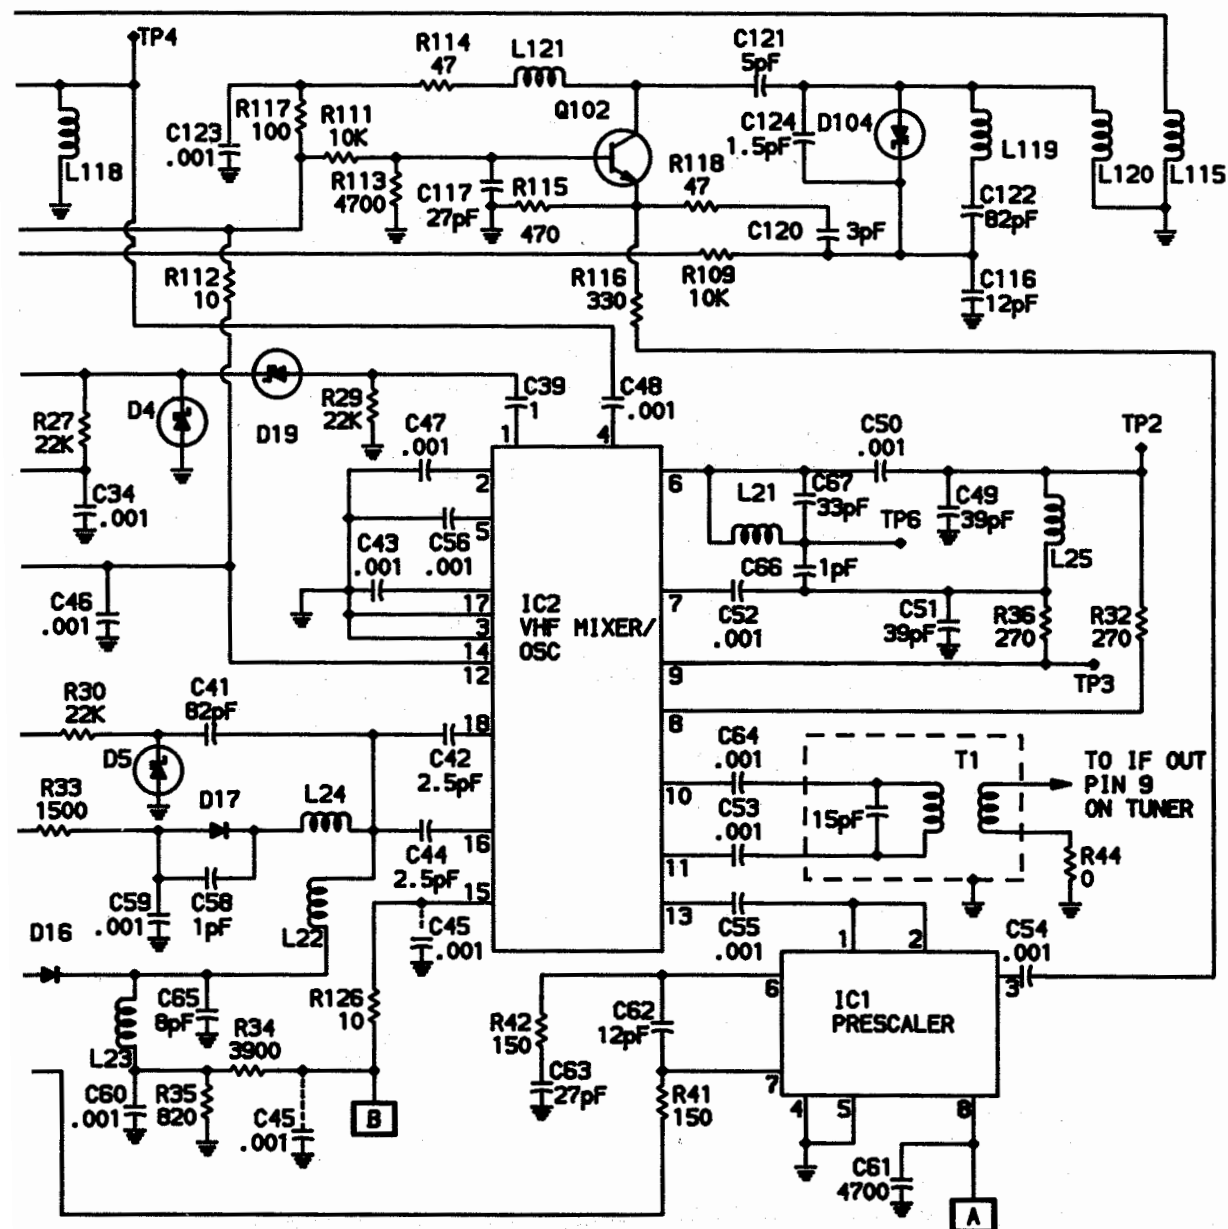 TP4
R114
47
L121
C121
5pF
Q102
R117
100
R111
10K
C123
.001
C124
1.5pF
D104
L118
R113
4700
C117
27pF
R115
470
R118
47
L119
L120
L115
C122
82pF
C120
3pF
R112
10
R116
330
R109
10K
C116
12pF
R27
22K
D4
D19
R29
22K
C39
1
C48
.001
C47
.001
C50
.001
TP2
1
4
2
6
C34
.001
L21
C67
33pF
C49
39pF
TP6
L25
5
C43
.001
C56
.001
C66
1pF
C46
.001
17
3
14
12
IC2
VHF MIXER/
OSC
7
C52
.001
C51
39pF
R36
270
R32
270
9
TP3
R30
22K
C41
82pF
18
8
D5
C42
2.5pF
C64
.001
T1
TO IF OUT
PIN 9
ON TUNER
R33
1500
D17
L24
10
C53
.001
15pF
16
C44
2.5pF
11
R44
0
C59
.001
C58
1pF
15
13
D16
L22
C45
.001
C55
.001
1
2
C54
.001
3
C65
8pF
R126
10
6
IC1
PRESCALER
R42
150
C62
12pF
L23
R34
3900
C63
27pF
7
R41
150
C60
.001
R35
820
C45
.001
B
4
5
8
C61
4700
A